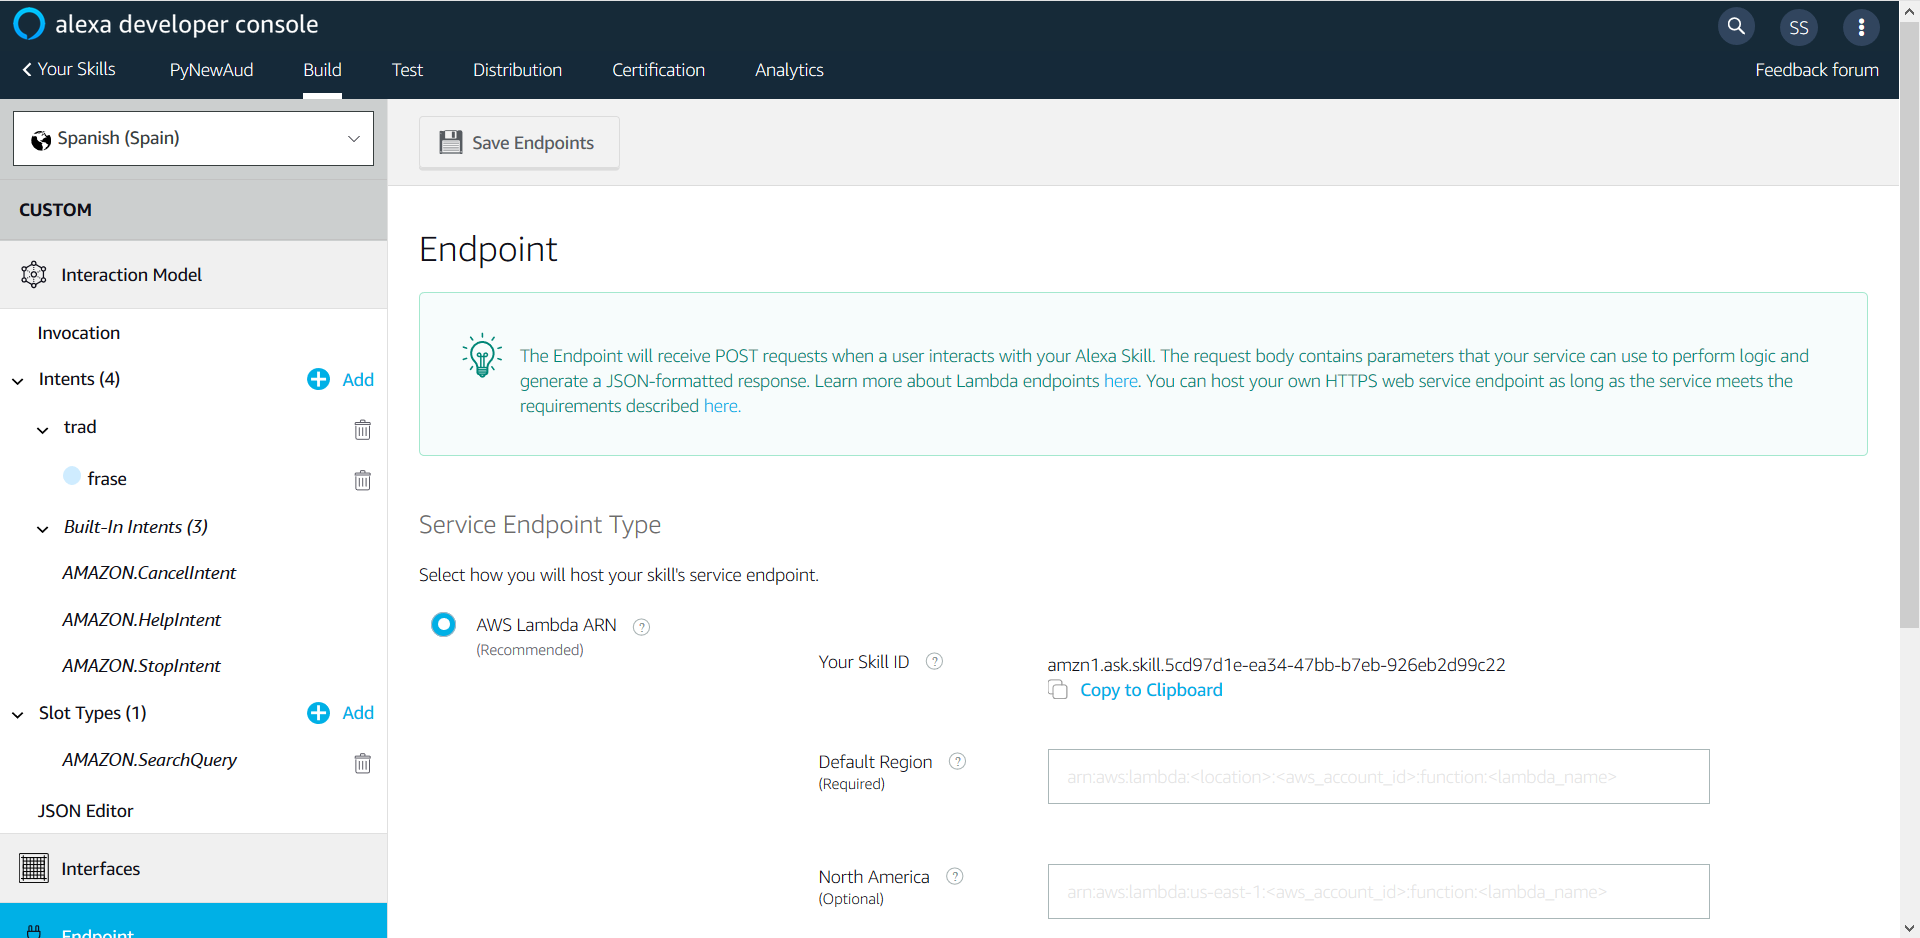 alexa developer console
SS
Your Skills
PyNewAud
Build
Test
Distribution
Certification
Analytics
Feedback forum
Spanish (Spain)
Save Endpoints
CUSTOM
Interaction Model
Invocation
Intents (4)
Add
trad
frase
Built-In Intents (3)
AMAZON.CancelIntent
AMAZON.HelpIntent
AMAZON.StopIntent
Slot Types (1)
Add
AMAZON.SearchQuery
JSON Editor
Interfaces
Endpoint
Endpoint
The Endpoint will receive POST requests when a user interacts with your Alexa Skill. The request body contains parameters that your service can use to perform logic and
generate a JSON-formatted response. Learn more about Lambda endpoints here. You can host your own HTTPS web service endpoint as long as the service meets the
requirements described here.
Service Endpoint Type
Select how you will host your skill's service endpoint.
AWS Lambda ARN ?
(Recommended)
Your Skill ID ?
amzn1.ask.skill.5cd97d1e-ea34-47bb-b7eb-926eb2d99c22
Copy to Clipboard
Default Region ?
(Required)
arn:aws:lambda:<location>:<aws_account_id>:function:<lambda_name>
North America ?
(Optional)
arn:aws:lambda:us-east-1:<aws_account_id>:function:<lambda_name>